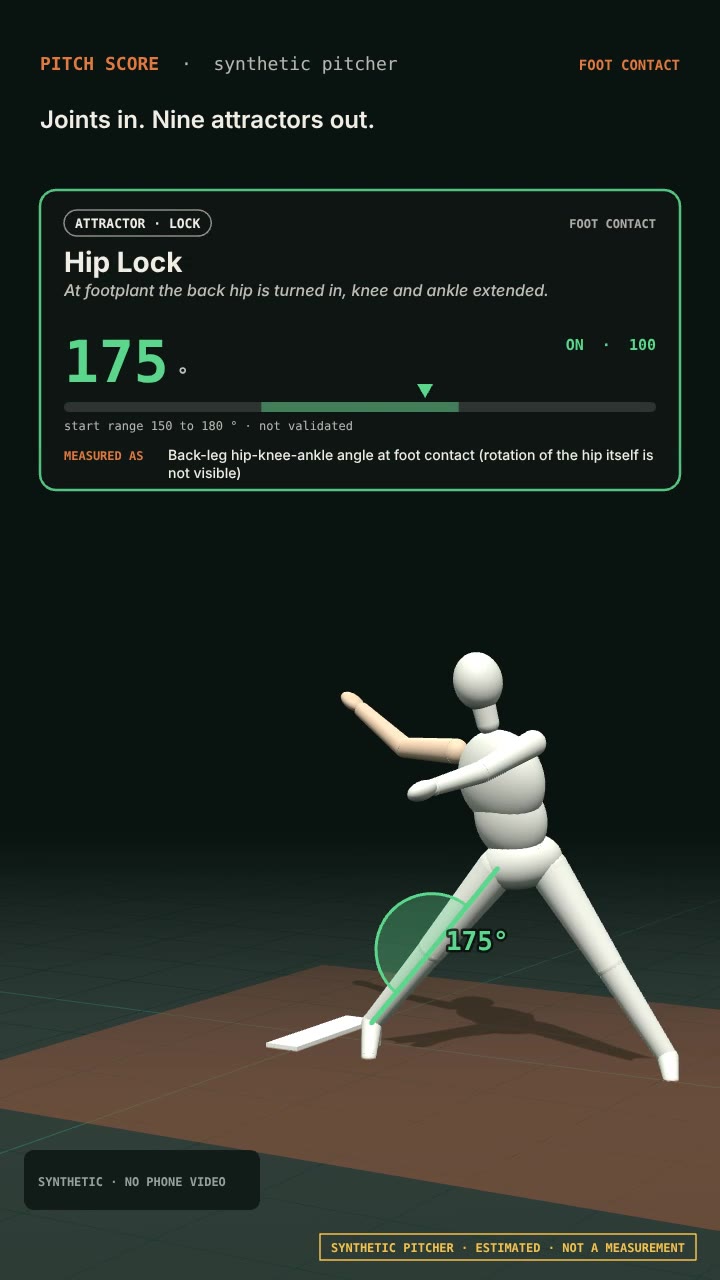 PITCH SCORE · synthetic pitcher
FOOT CONTACT
Joints in. Nine attractors out.
ATTRACTOR · LOCK
FOOT CONTACT
Hip Lock
At footplant the back hip is turned in, knee and ankle extended.
175 °
ON · 100
start range 150 to 180 ° · not validated
MEASURED AS
Back-leg hip-knee-ankle angle at foot contact (rotation of the hip itself is
not visible)
175°
SYNTHETIC · NO PHONE VIDEO
SYNTHETIC PITCHER · ESTIMATED · NOT A MEASUREMENT